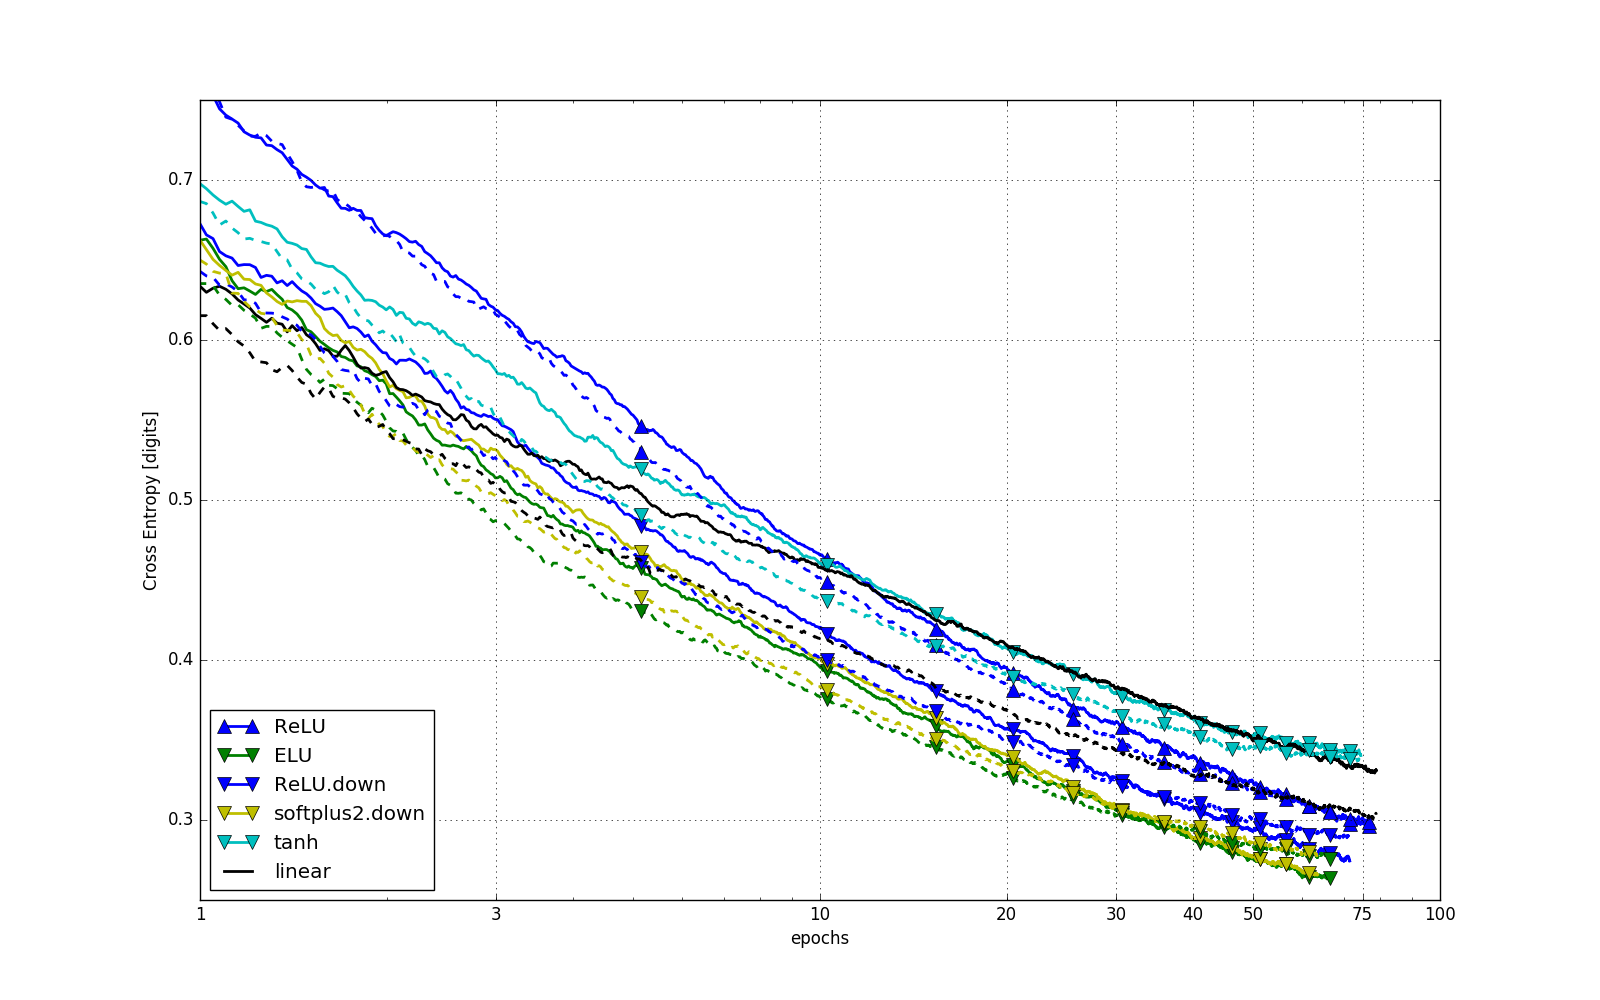 0.7
0.6
0.5
0.4
0.3
Cross Entropy [digits]
ReLU
ELU
ReLU.down
softplus2.down
tanh
linear
1 3 10 20 30 40 50 75 100
epochs